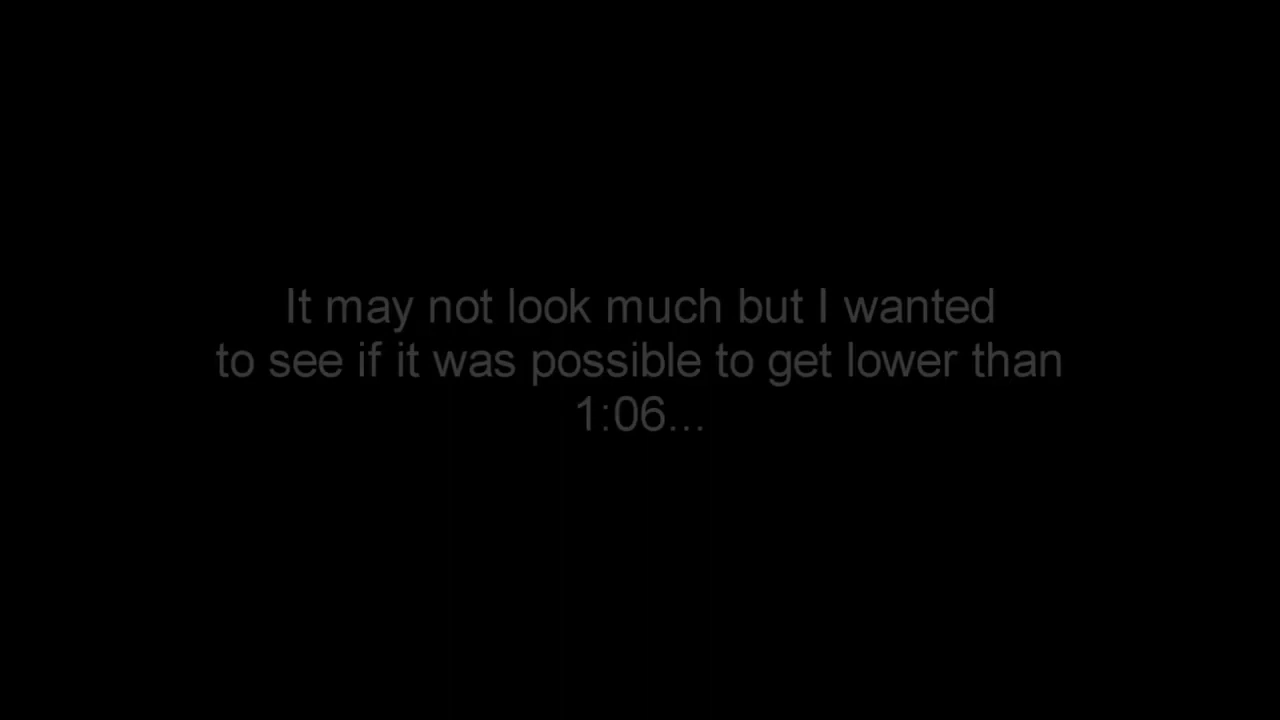 It may not look much but I wanted
to see if it was possible to get lower than
1:06...